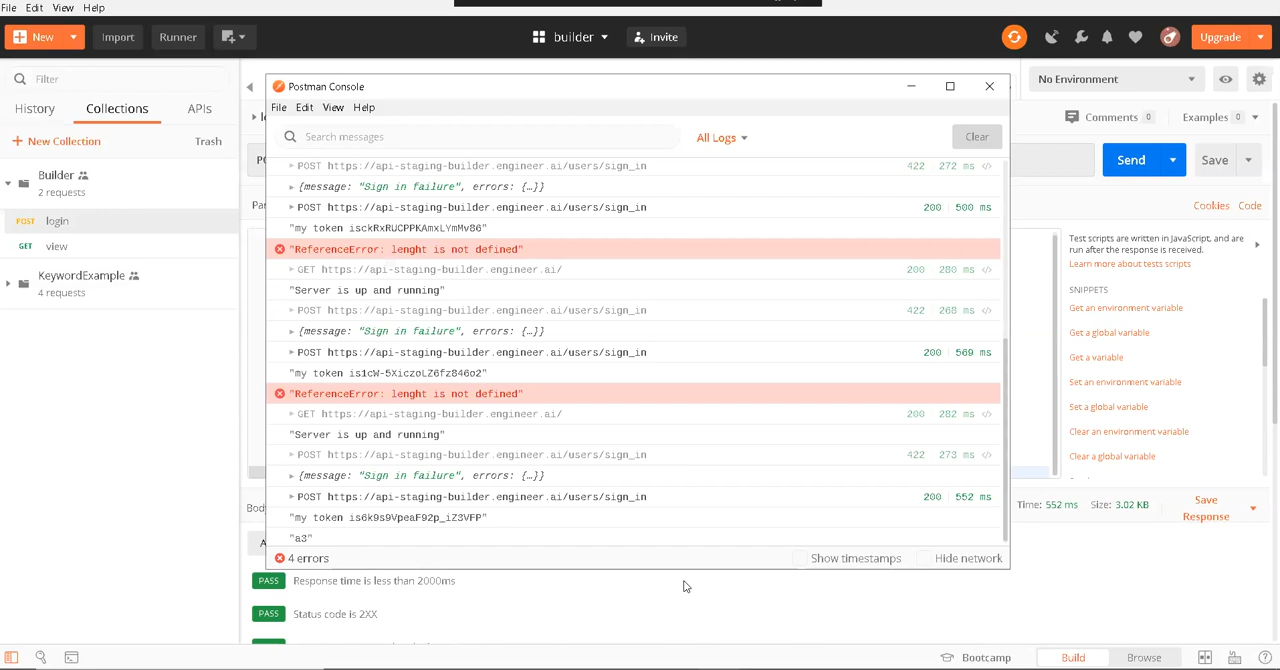 File Edit View Help
New Import Runner builder Invite Upgrade
Filter
History Collections APIs
New Collection Trash
Builder
2 requests
POST login
GET view
KeywordExample
4 requests
Postman Console
File Edit View Help
Search messages All Logs Clear
POST https://api-staging-builder.engineer.ai/users/sign_in 422 272 ms
{message: "Sign in failure", errors: {…}}
POST https://api-staging-builder.engineer.ai/users/sign_in 200 500 ms
"my token isckRxRUCPPKAmxLYmMv86"
"ReferenceError: lenght is not defined"
GET https://api-staging-builder.engineer.ai/ 200 280 ms
"Server is up and running"
POST https://api-staging-builder.engineer.ai/users/sign_in 422 268 ms
{message: "Sign in failure", errors: {…}}
POST https://api-staging-builder.engineer.ai/users/sign_in 200 569 ms
"my token is1cW-5XiczoLZ6fz846o2"
"ReferenceError: lenght is not defined"
GET https://api-staging-builder.engineer.ai/ 200 282 ms
"Server is up and running"
POST https://api-staging-builder.engineer.ai/users/sign_in 422 273 ms
{message: "Sign in failure", errors: {…}}
POST https://api-staging-builder.engineer.ai/users/sign_in 200 552 ms
"my token is6k9s9VpeaF92p_iZ3VFP"
"a3"
4 errors Show timestamps Hide network
No Environment
Comments 0 Examples 0
Send Save
Cookies Code
Test scripts are written in JavaScript, and are
run after the response is received.
Learn more about tests scripts
SNIPPETS
Get an environment variable
Get a global variable
Get a variable
Set an environment variable
Set a global variable
Clear an environment variable
Clear a global variable
Time: 552 ms Size: 3.02 KB Save
Response
PASS Response time is less than 2000ms
PASS Status code is 2XX
Bootcamp Build Browse